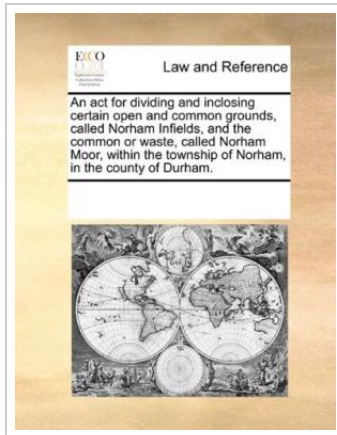 ECCO
Law and Reference
An act for dividing and inclosing
certain open and common grounds,
called Norham Infields, and the
common or waste, called Norham
Moor, within the township of Norham,
in the county of Durham.